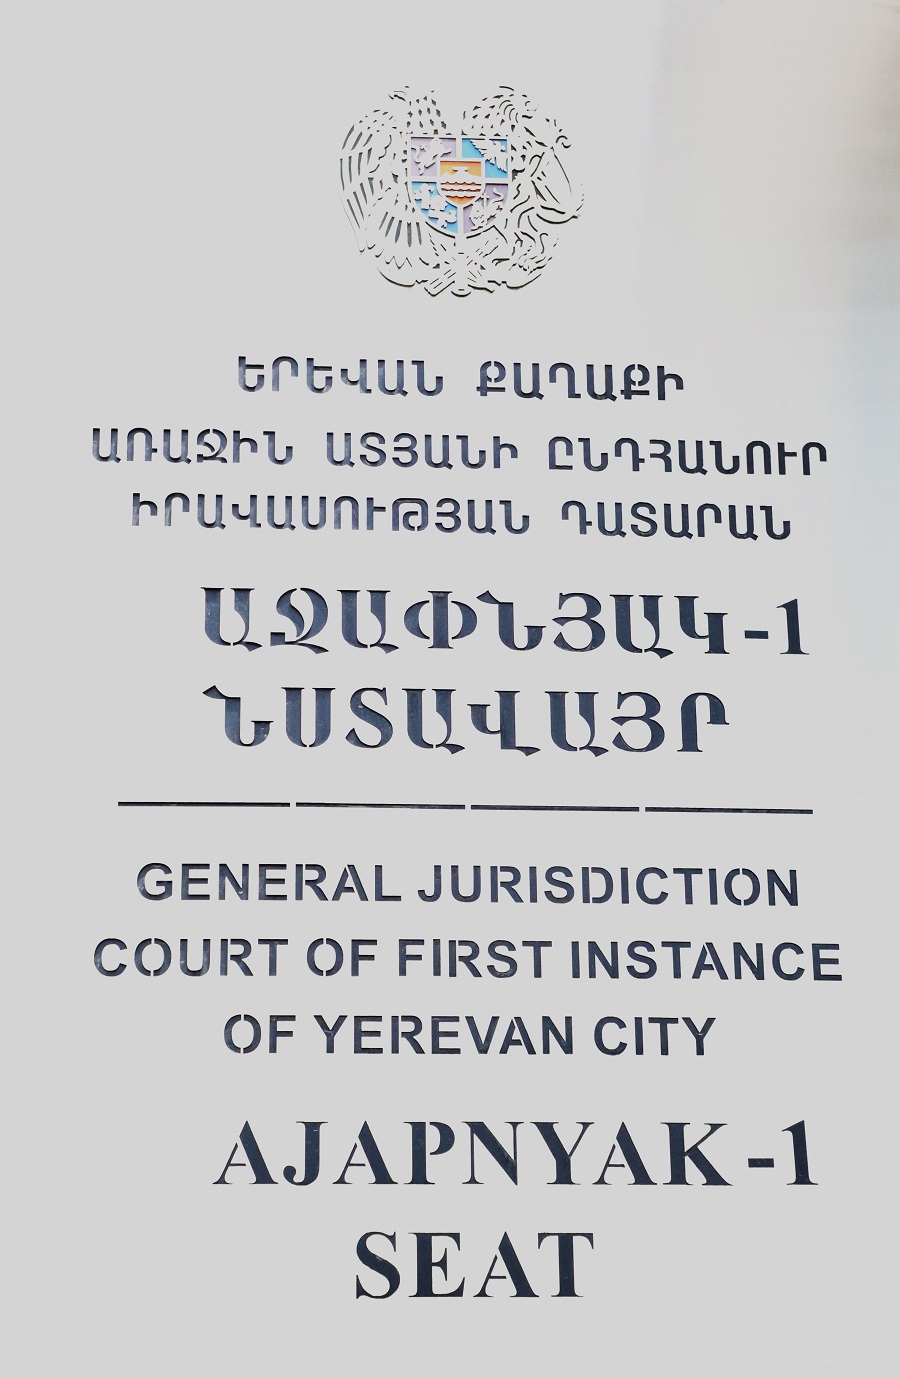 ԵՐԵՎԱՆ ՔԱՂԱՔԻ
ԱՌԱՋԻՆ ԱՏՅԱՆԻ ԸՆԴՀԱՆՈՒՐ
ԻՐԱՎԱՍՈՒԹՅԱՆ ԴԱՏԱՐԱՆ
ԱՋԱՓՆՅԱԿ-1
ՆՍՏԱՎԱՅՐ
GENERAL JURISDICTION
COURT OF FIRST INSTANCE
OF YEREVAN CITY
AJAPNYAK-1
SEAT